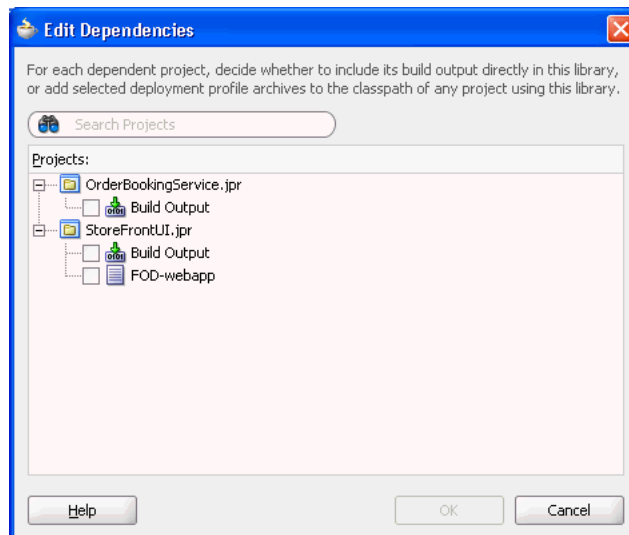 Edit Dependencies
For each dependent project, decide whether to include its build output directly in this library,
or add selected deployment profile archives to the classpath of any project using this library.
Search Projects
Projects:
OrderBookingService.jpr
Build Output
StoreFrontUI.jpr
Build Output
FOD-webapp
Help
OK
Cancel